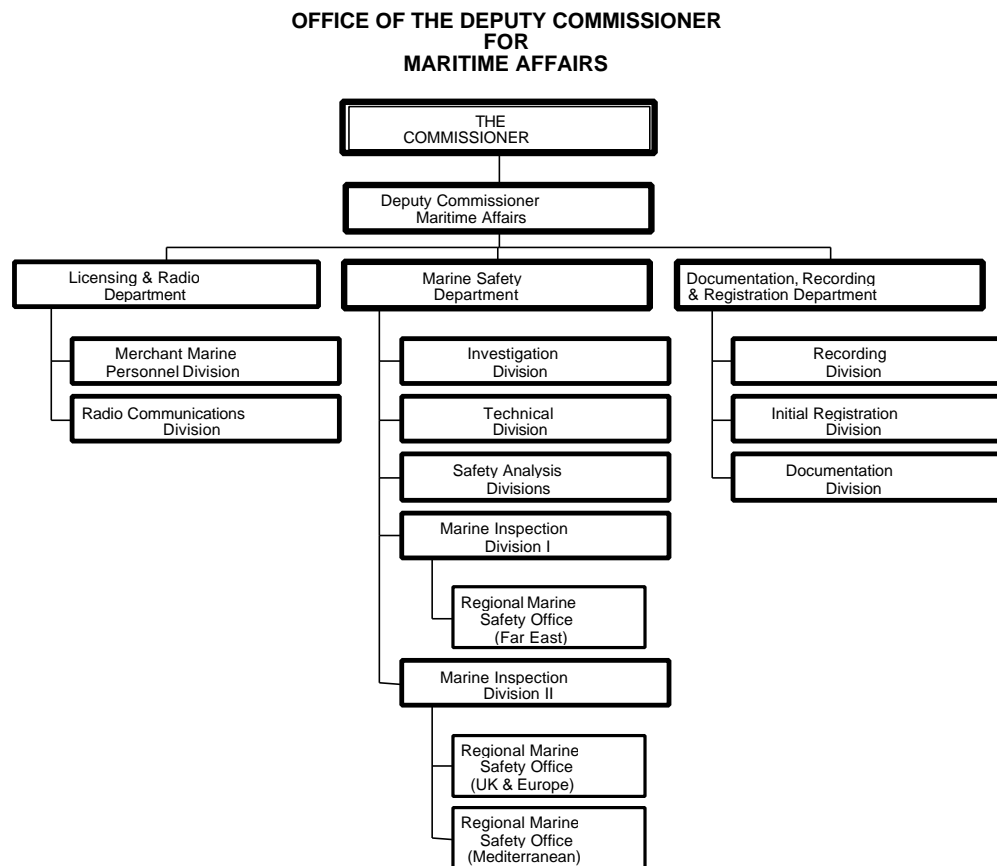 OFFICE OF THE DEPUTY COMMISSIONER
FOR
MARITIME AFFAIRS
THE
COMMISSIONER
Deputy Commissioner
Maritime Affairs
Licensing & Radio
Department
Merchant Marine
Personnel Division
Radio Communications
Division
Marine Safety
Department
Investigation
Division
Technical
Division
Safety Analysis
Divisions
Marine Inspection
Division I
Regional Marine
Safety Office
(Far East)
Marine Inspection
Division II
Regional Marine
Safety Office
(UK & Europe)
Regional Marine
Safety Office
(Mediterranean)
Documentation, Recording
& Registration Department
Recording
Division
Initial Registration
Division
Documentation
Division